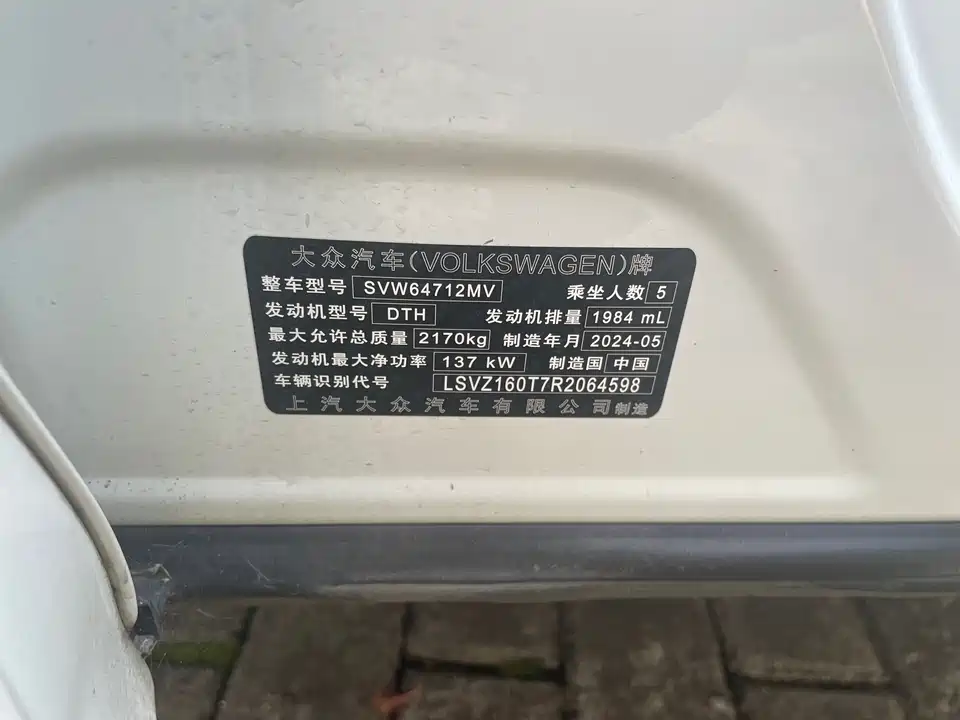 大众汽车(VOLKSWAGEN)牌
整车型号 SVW64712MV 乘坐人数 5
发动机型号 DTH 发动机排量 1984 mL
最大允许总质量 2170kg 制造年月 2024-05
发动机最大净功率 137 kW 制造国 中国
车辆识别代号 LSVZ160T7R2064598
上汽大众汽车有限公司制造